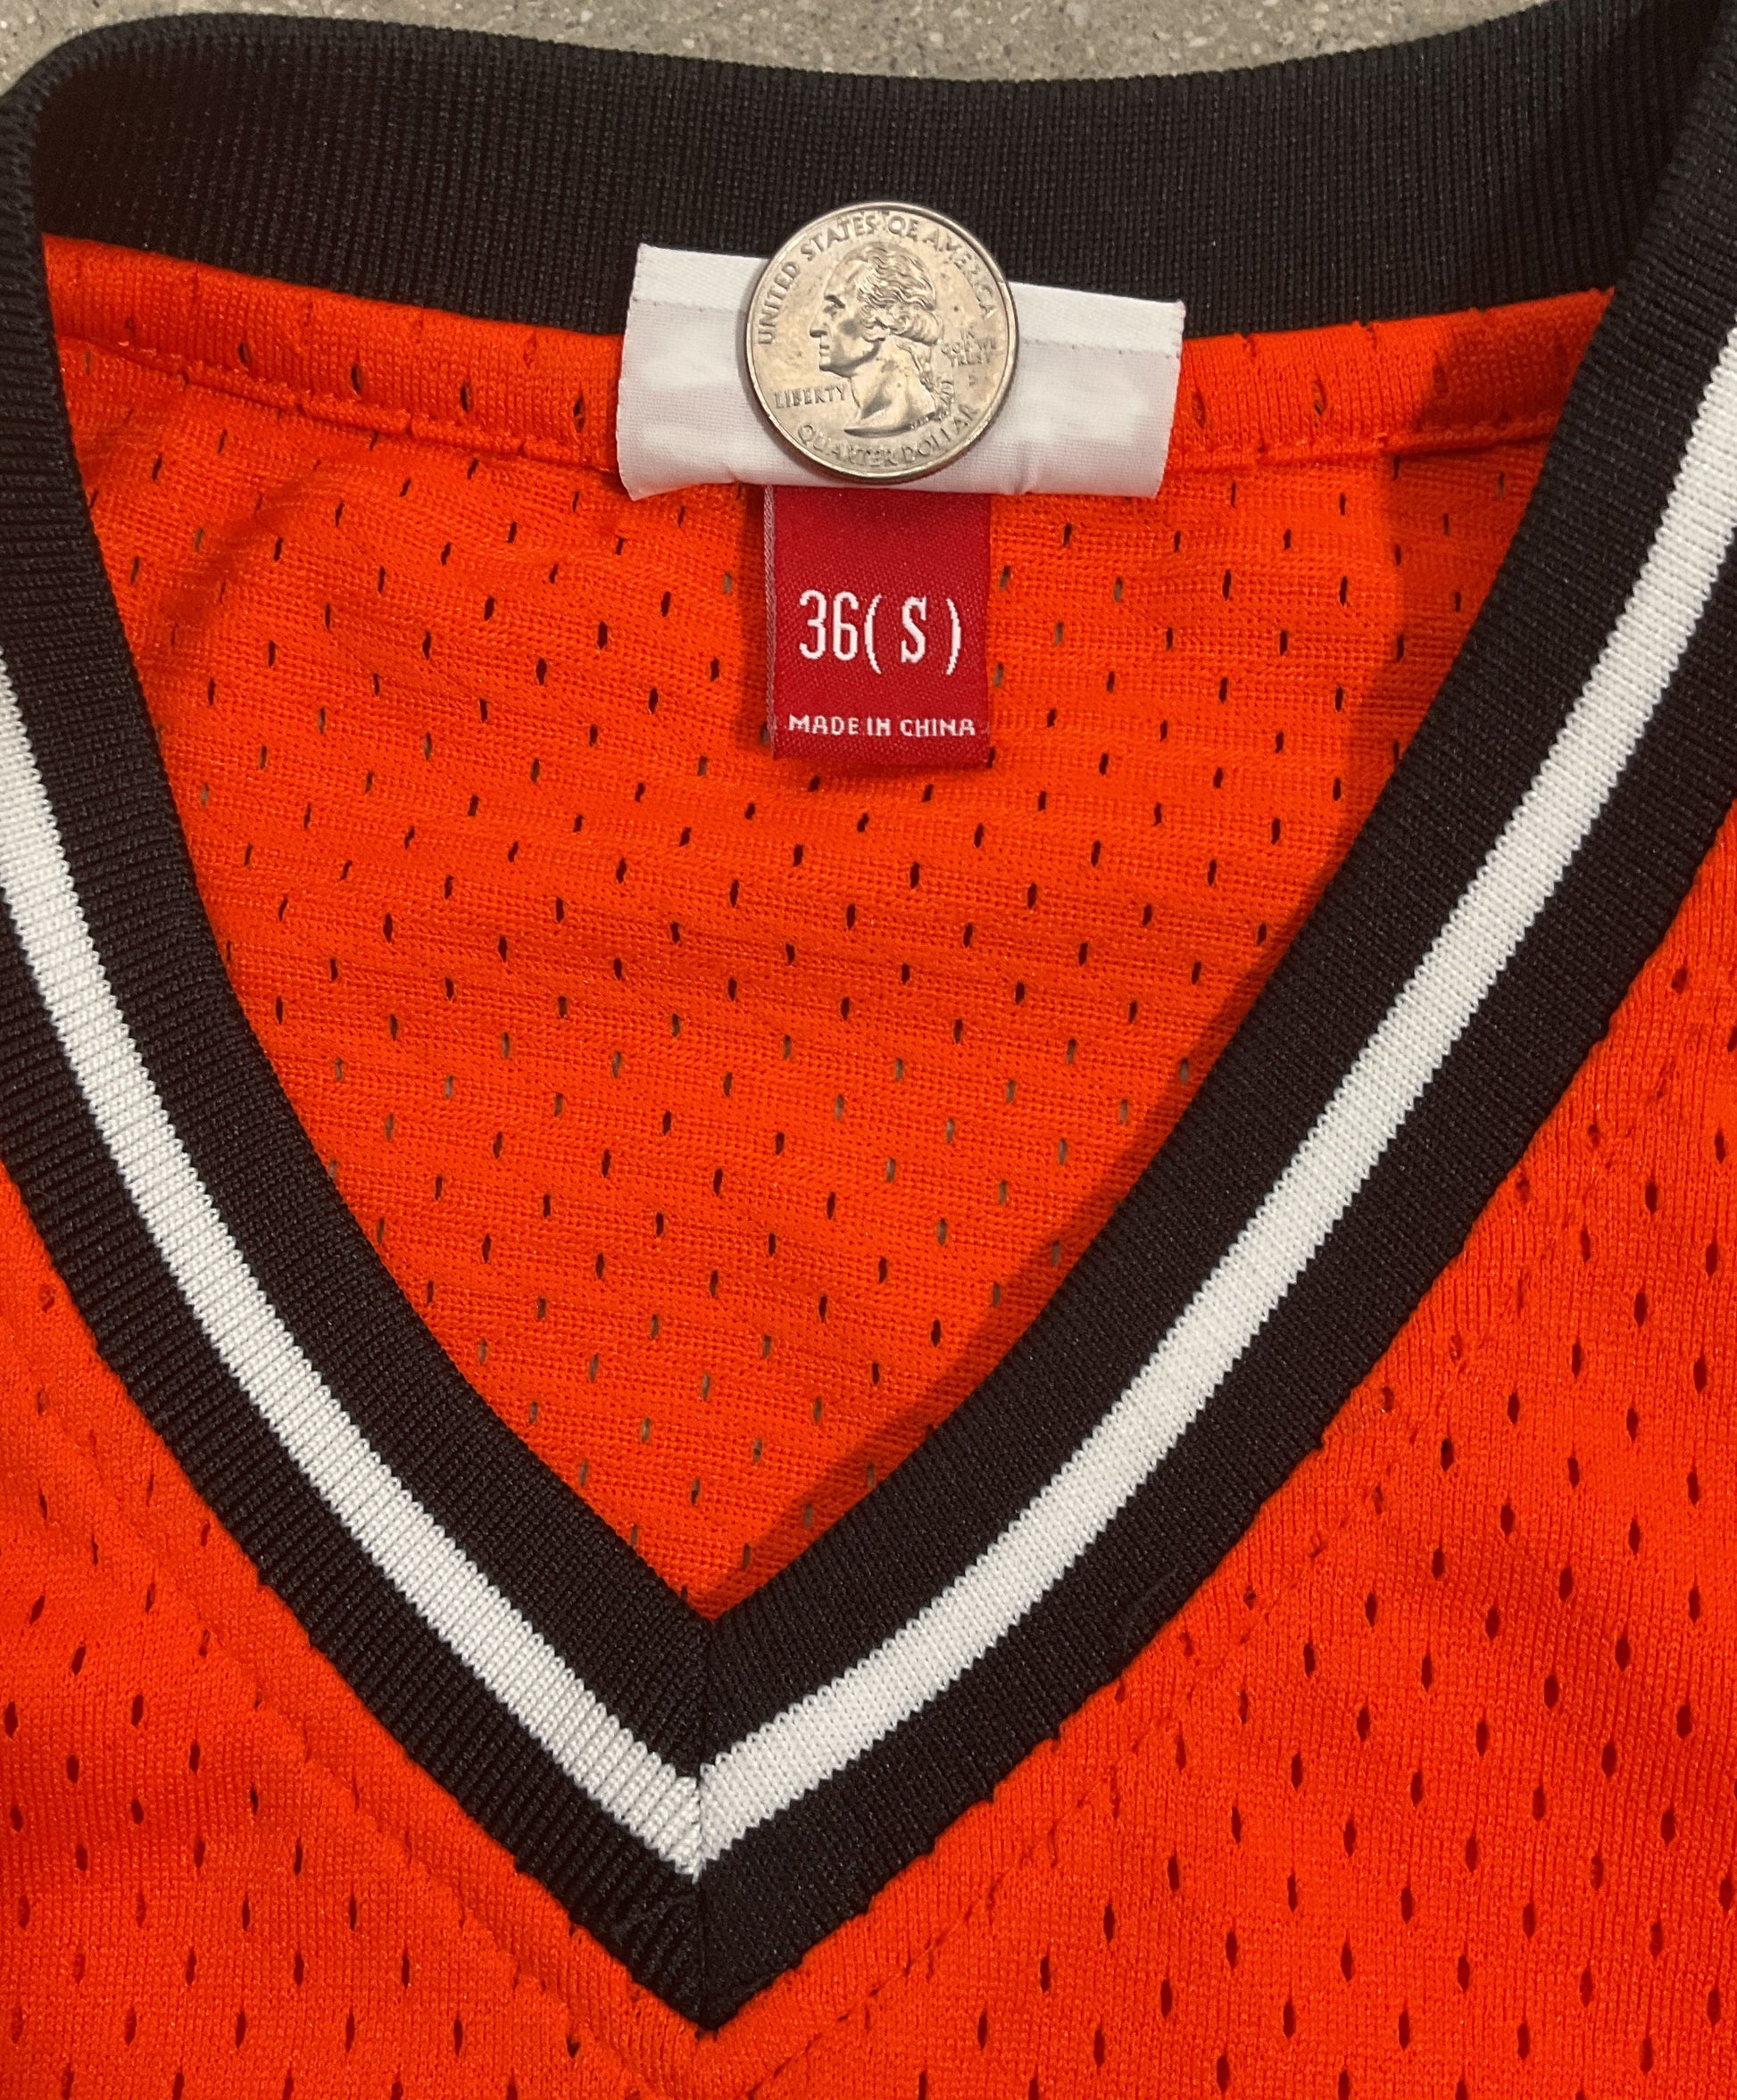 UNITED STATES OF AMERICA
LIBERTY
IN
GOD WE
TRUST
D
QUARTER DOLLAR
36( S )
MADE IN CHINA